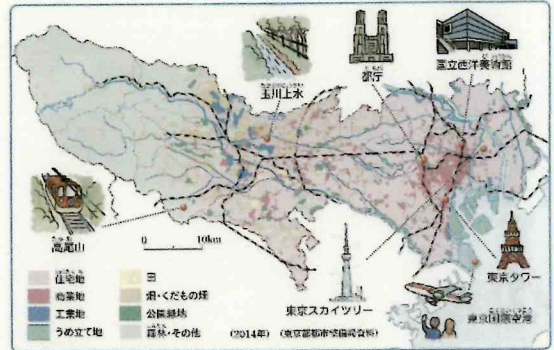 玉川上水
都庁
国立西洋美術館
高尾山
0 10km
住宅地
商業地
工業地
うめ立て地
田
畑・くだもの畑
公園緑地
森林・その他
(2014年)
(東京都都市整備局資料)
東京スカイツリー
東京タワー
東京国際空港